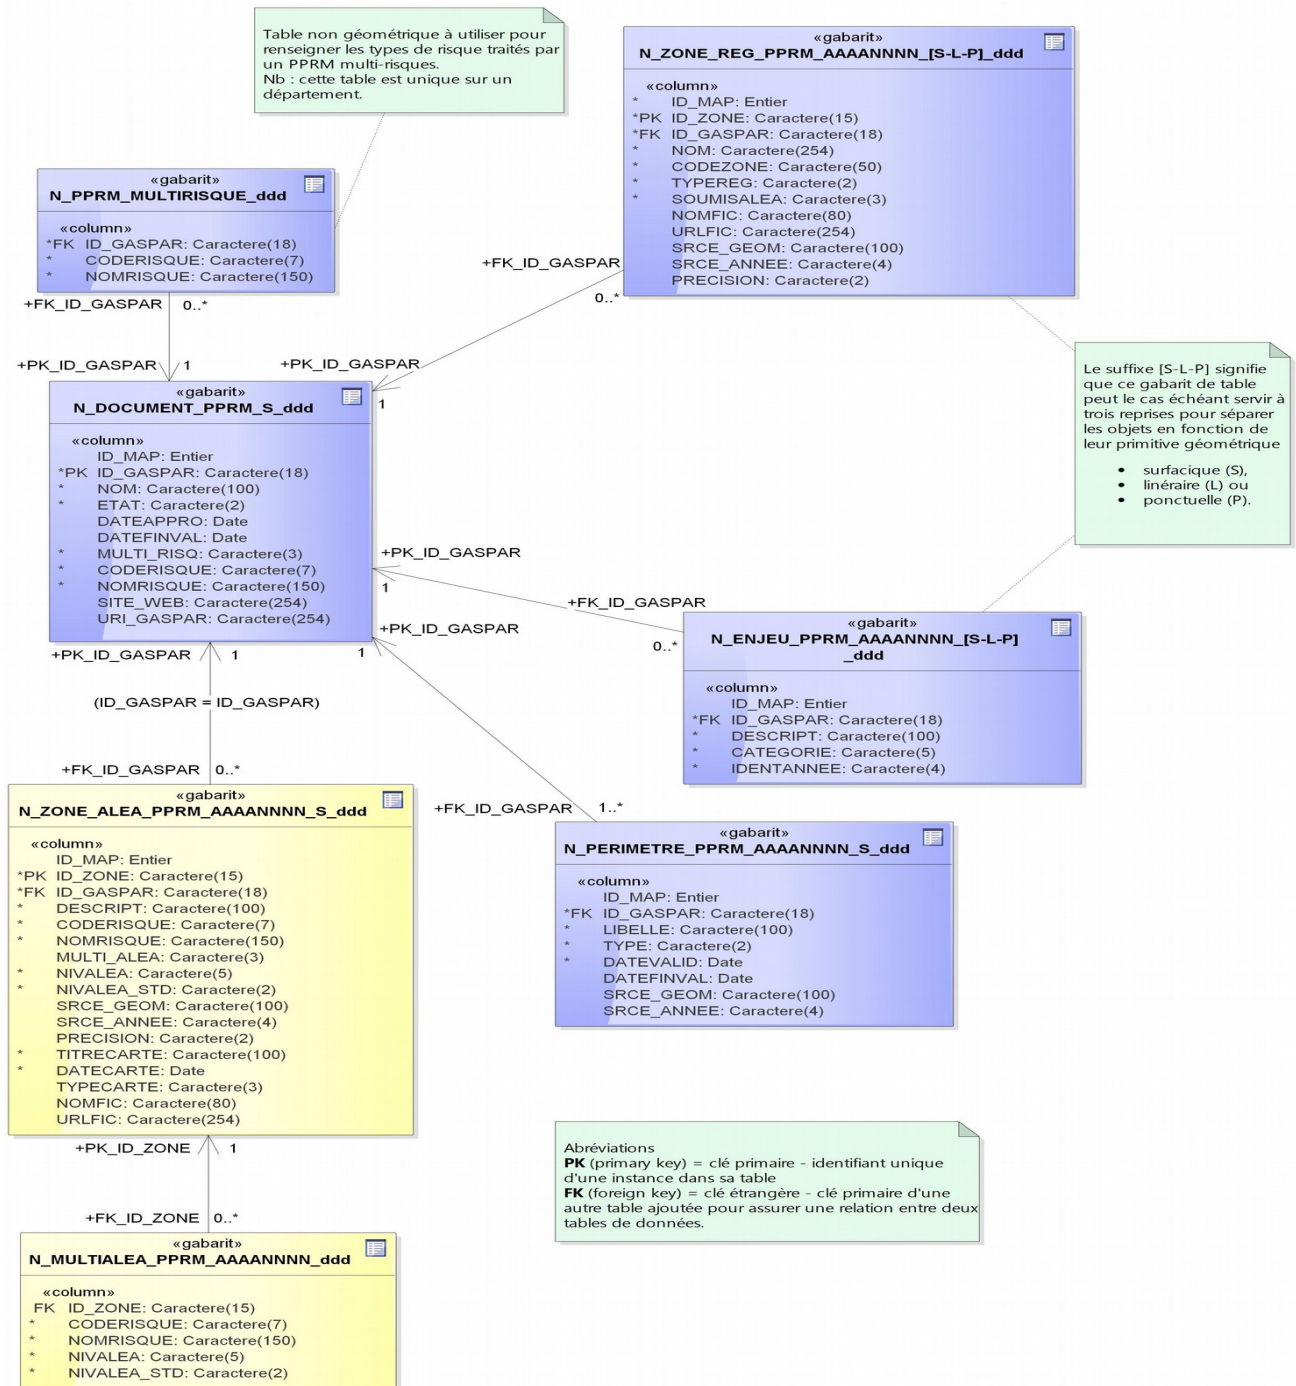 Table non géométrique à utiliser pour
renseigner les types de risque traités par
un PPRM multi-risques.
Nb : cette table est unique sur un
département.
«gabarit»
N_ZONE_REG_PPRM_AAAANNNN_[S-L-P]_ddd
«column»
* ID_MAP: Entier
*PK ID_ZONE: Caractere(15)
*FK ID_GASPAR: Caractere(18)
* NOM: Caractere(254)
* CODEZONE: Caractere(50)
* TYPEREG: Caractere(2)
* SOUMISALEA: Caractere(3)
NOMFIC: Caractere(80)
URLFIC: Caractere(254)
SRCE_GEOM: Caractere(100)
SRCE_ANNEE: Caractere(4)
PRECISION: Caractere(2)
«gabarit»
N_PPRM_MULTIRISQUE_ddd
«column»
*FK ID_GASPAR: Caractere(18)
* CODERISQUE: Caractere(7)
* NOMRISQUE: Caractere(150)
+FK_ID_GASPAR 0..*
+PK_ID_GASPAR 1
+FK_ID_GASPAR
0..*
+PK_ID_GASPAR
1
Le suffixe [S-L-P] signifie
que ce gabarit de table
peut le cas échéant servir à
trois reprises pour séparer
les objets en fonction de
leur primitive géométrique
• surfacique (S),
• linéraire (L) ou
• ponctuelle (P).
«gabarit»
N_DOCUMENT_PPRM_S_ddd
«column»
ID_MAP: Entier
*PK ID_GASPAR: Caractere(18)
* NOM: Caractere(100)
* ETAT: Caractere(2)
DATEAPPRO: Date
DATEFINVAL: Date
* MULTI_RISQ: Caractere(3)
* CODERISQUE: Caractere(7)
* NOMRISQUE: Caractere(150)
SITE_WEB: Caractere(254)
URI_GASPAR: Caractere(254)
+PK_ID_GASPAR
1
+FK_ID_GASPAR
0..*
+PK_ID_GASPAR
1
«gabarit»
N_ENJEU_PPRM_AAAANNNN_[S-L-P]
_ddd
«column»
ID_MAP: Entier
*FK ID_GASPAR: Caractere(18)
* DESCRIPT: Caractere(100)
* CATEGORIE: Caractere(5)
* IDENTANNEE: Caractere(4)
+PK_ID_GASPAR 1
(ID_GASPAR = ID_GASPAR)
+FK_ID_GASPAR 0..*
+FK_ID_GASPAR 1..*
«gabarit»
N_ZONE_ALEA_PPRM_AAAANNNN_S_ddd
«column»
ID_MAP: Entier
*PK ID_ZONE: Caractere(15)
*FK ID_GASPAR: Caractere(18)
* DESCRIPT: Caractere(100)
* CODERISQUE: Caractere(7)
* NOMRISQUE: Caractere(150)
MULTI_ALEA: Caractere(3)
* NIVALEA: Caractere(5)
* NIVALEA_STD: Caractere(2)
SRCE_GEOM: Caractere(100)
SRCE_ANNEE: Caractere(4)
PRECISION: Caractere(2)
* TITRECARTE: Caractere(100)
* DATECARTE: Date
TYPECARTE: Caractere(3)
NOMFIC: Caractere(80)
URLFIC: Caractere(254)
«gabarit»
N_PERIMETRE_PPRM_AAAANNNN_S_ddd
«column»
ID_MAP: Entier
*FK ID_GASPAR: Caractere(18)
* LIBELLE: Caractere(100)
* TYPE: Caractere(2)
* DATEVALID: Date
DATEFINVAL: Date
SRCE_GEOM: Caractere(100)
SRCE_ANNEE: Caractere(4)
+PK_ID_ZONE 1
+FK_ID_ZONE 0..*
Abréviations
PK (primary key) = clé primaire - identifiant unique
d'une instance dans sa table
FK (foreign key) = clé étrangère - clé primaire d'une
autre table ajoutée pour assurer une relation entre deux
tables de données.
«gabarit»
N_MULTIALEA_PPRM_AAAANNNN_ddd
«column»
FK ID_ZONE: Caractere(15)
* CODERISQUE: Caractere(7)
* NOMRISQUE: Caractere(150)
* NIVALEA: Caractere(5)
* NIVALEA_STD: Caractere(2)